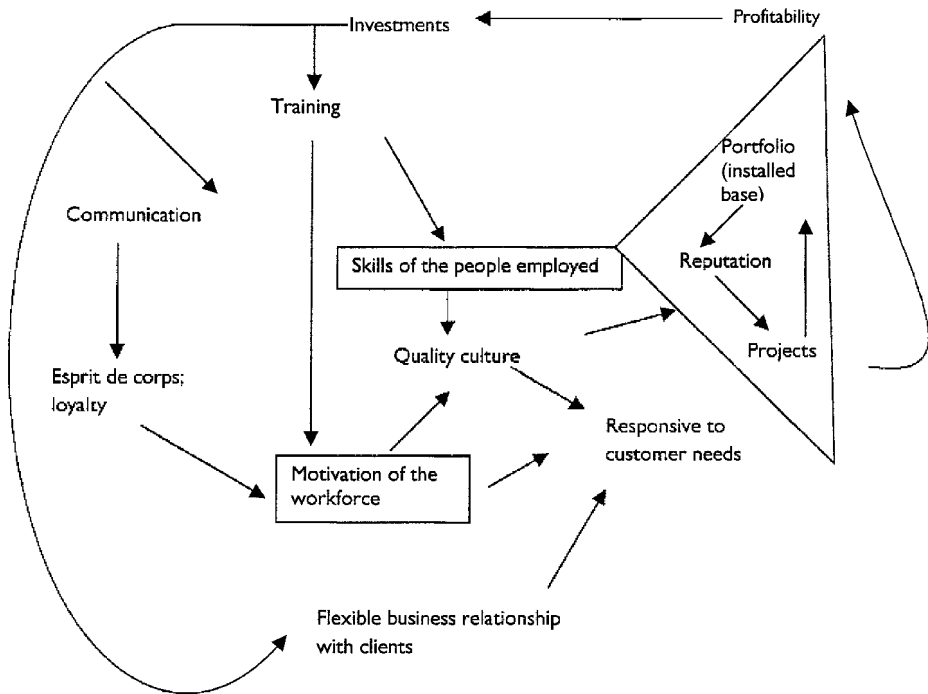 Investments
Profitability
Training
Portfolio
(installed
base)
Communication
Skills of the people employed
Reputation
Quality culture
Projects
Esprit de corps;
loyalty
Responsive to
customer needs
Motivation of the
workforce
Flexible business relationship
with clients